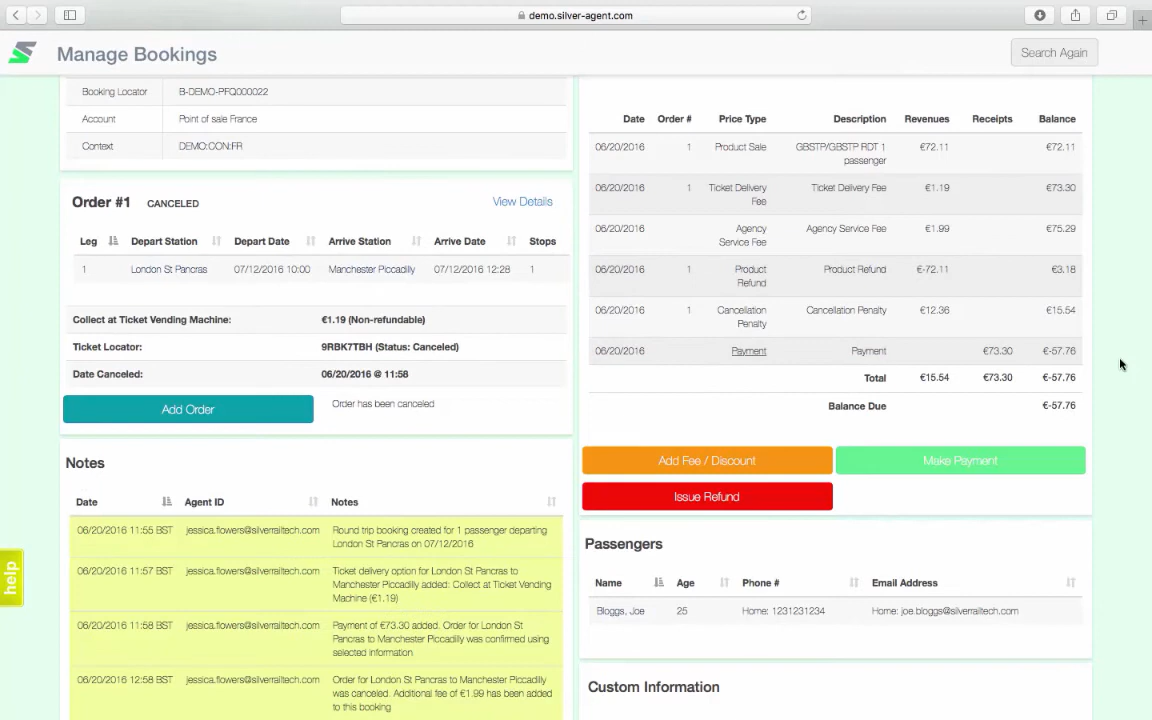 demo.silver-agent.com
Manage Bookings
Search Again
Booking Locator B-DEMO-PFQ000022
Account Point of sale France
Context DEMO:CON:FR
Order #1 CANCELED View Details
Leg Depart Station Depart Date Arrive Station Arrive Date Stops
1 London St Pancras 07/12/2016 10:00 Manchester Piccadilly 07/12/2016 12:28 1
Collect at Ticket Vending Machine: €1.19 (Non-refundable)
Ticket Locator: 9RBK7TBH (Status: Canceled)
Date Canceled: 06/20/2016 @ 11:58
Add Order Order has been canceled
Notes
Date Agent ID Notes
06/20/2016 11:55 BST jessica.flowers@silverrailtech.com Round trip booking created for 1 passenger departing
London St Pancras on 07/12/2016
06/20/2016 11:57 BST jessica.flowers@silverrailtech.com Ticket delivery option for London St Pancras to
Manchester Piccadilly added: Collect at Ticket Vending
Machine (€1.19)
06/20/2016 11:58 BST jessica.flowers@silverrailtech.com Payment of €73.30 added. Order for London St
Pancras to Manchester Piccadilly was confirmed using
selected information
06/20/2016 12:58 BST jessica.flowers@silverrailtech.com Order for London St Pancras to Manchester Piccadilly
was canceled. Additional fee of €1.99 has been added
to this booking
help
Date Order # Price Type Description Revenues Receipts Balance
06/20/2016 1 Product Sale GBSTP/GBSTP RDT 1 €72.11 €72.11
passenger
06/20/2016 1 Ticket Delivery Ticket Delivery Fee €1.19 €73.30
Fee
06/20/2016 1 Agency Agency Service Fee €1.99 €75.29
Service Fee
06/20/2016 1 Product Product Refund €-72.11 €3.18
Refund
06/20/2016 1 Cancellation Cancellation Penalty €12.36 €15.54
Penalty
06/20/2016 Payment Payment €73.30 €-57.76
Total €15.54 €73.30 €-57.76
Balance Due €-57.76
Add Fee / Discount Make Payment
Issue Refund
Passengers
Name Age Phone # Email Address
Bloggs, Joe 25 Home: 1231231234 Home: joe.bloggs@silverrailtech.com
Custom Information